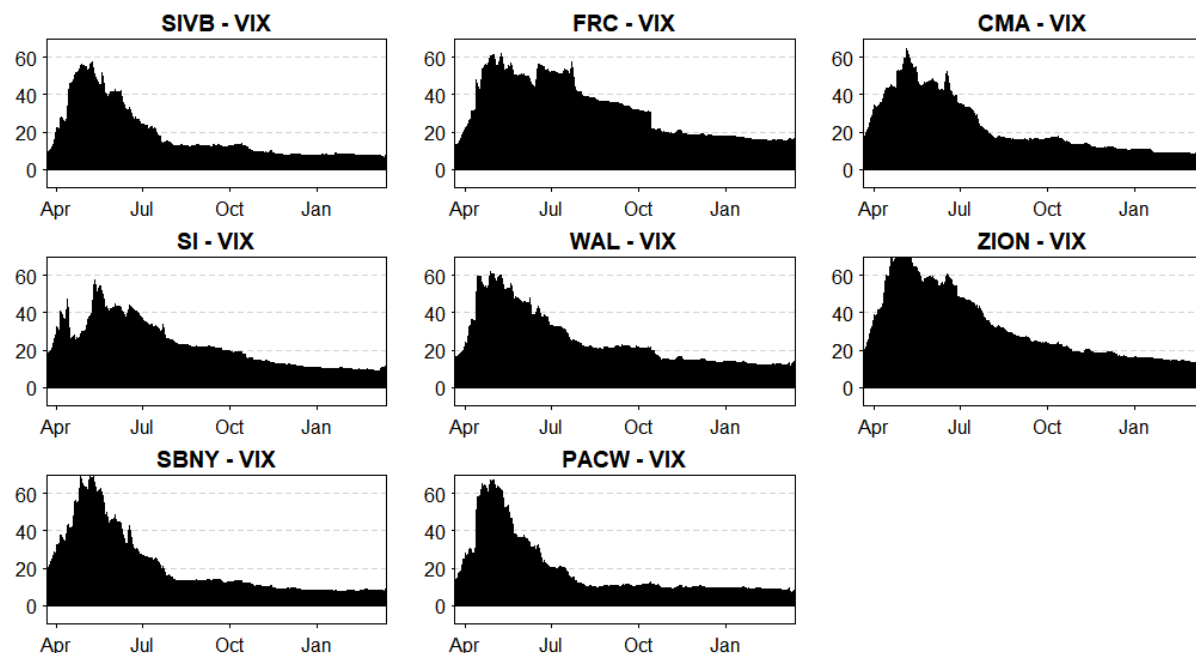 SIVB - VIX
FRC - VIX
CMA - VIX
60
40
20
0
60
40
20
0
60
40
20
0
Apr Jul Oct Jan
Apr Jul Oct Jan
Apr Jul Oct Jan
SI - VIX
WAL - VIX
ZION - VIX
60
40
20
0
60
40
20
0
60
40
20
0
Apr Jul Oct Jan
Apr Jul Oct Jan
Apr Jul Oct Jan
SBNY - VIX
PACW - VIX
60
40
20
0
60
40
20
0
Apr Jul Oct Jan
Apr Jul Oct Jan